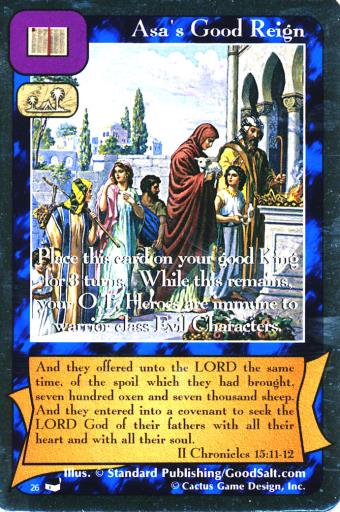 Asa's Good Reign
Place this card on your good King
for 3 turns. While this remains,
your O.T. Heroes are immune to
warrior class Evil Characters.
And they offered unto the LORD the same
time, of the spoil which they had brought,
seven hundred oxen and seven thousand sheep.
And they entered into a covenant to seek the
LORD God of their fathers with all their
heart and with all their soul.
II Chronicles 15:11-12
Illus. © Standard Publishing/GoodSalt.com
26
© Cactus Game Design, Inc.